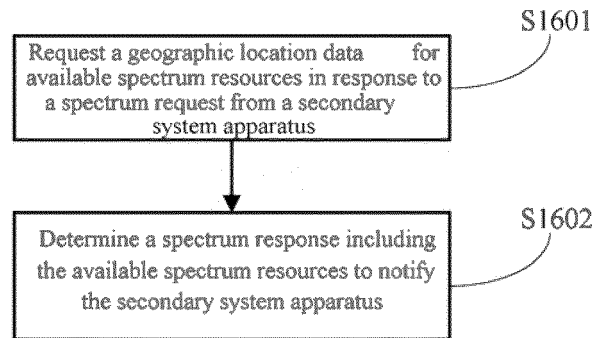 S1601
Request a geographic location data for
available spectrum resources in response to
a spectrum request from a secondary
system apparatus
S1602
Determine a spectrum response including
the available spectrum resources to notify
the secondary system apparatus